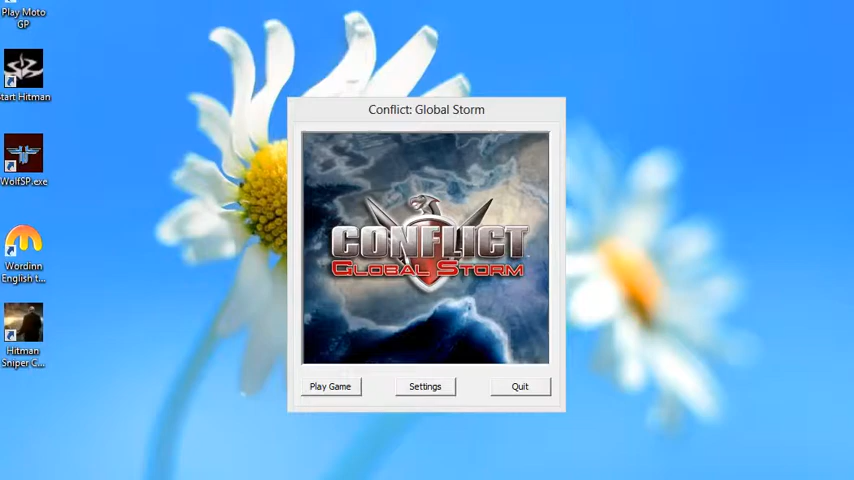 Play Moto
GP
Start Hitman
WolfSP.exe
Wordinn
English t...
Hitman
Sniper C...
Conflict: Global Storm
CONFLICT
GLOBAL STORM
Play Game
Settings
Quit